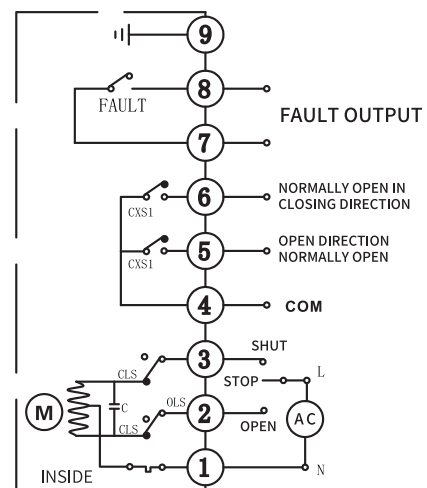 9
8
FAULT
FAULT OUTPUT
7
6
NORMALLY OPEN IN
CLOSING DIRECTION
CXS1
5
OPEN DIRECTION
NORMALLY OPEN
CXS1
4
COM
3
SHUT
CLS
STOP
L
M
C
OLS
2
AC
CLS
OPEN
1
N
INSIDE